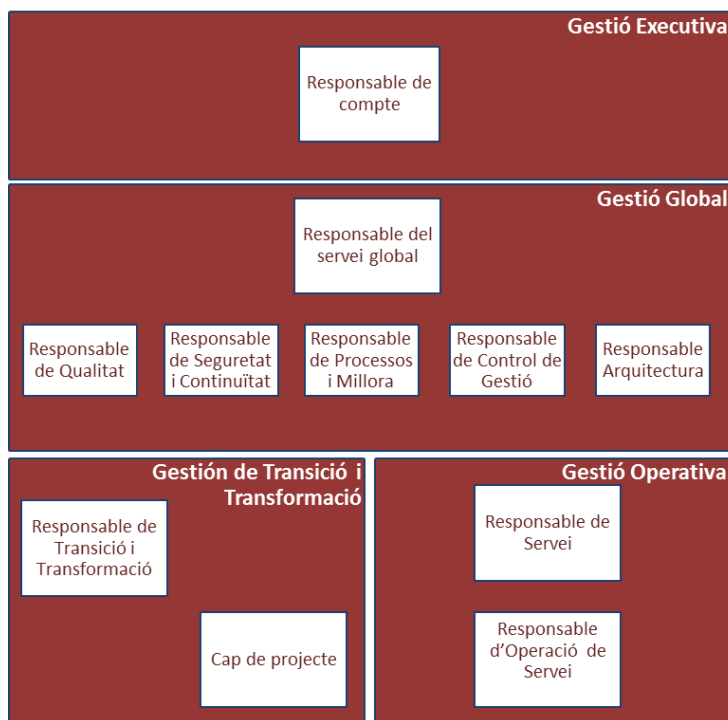 Gestió Executiva
Responsable de
compte
Gestió Global
Responsable del
servei global
Responsable
de Qualitat
Responsable
de Seguretat
i Continuïtat
Responsable
de Processos
i Millora
Responsable
de Control de
Gestió
Responsable
Arquitectura
Gestión de Transició i
Transformació
Responsable de
Transició i
Transformació
Cap de projecte
Gestió Operativa
Responsable de
Servei
Responsable
d'Operació de
Servei